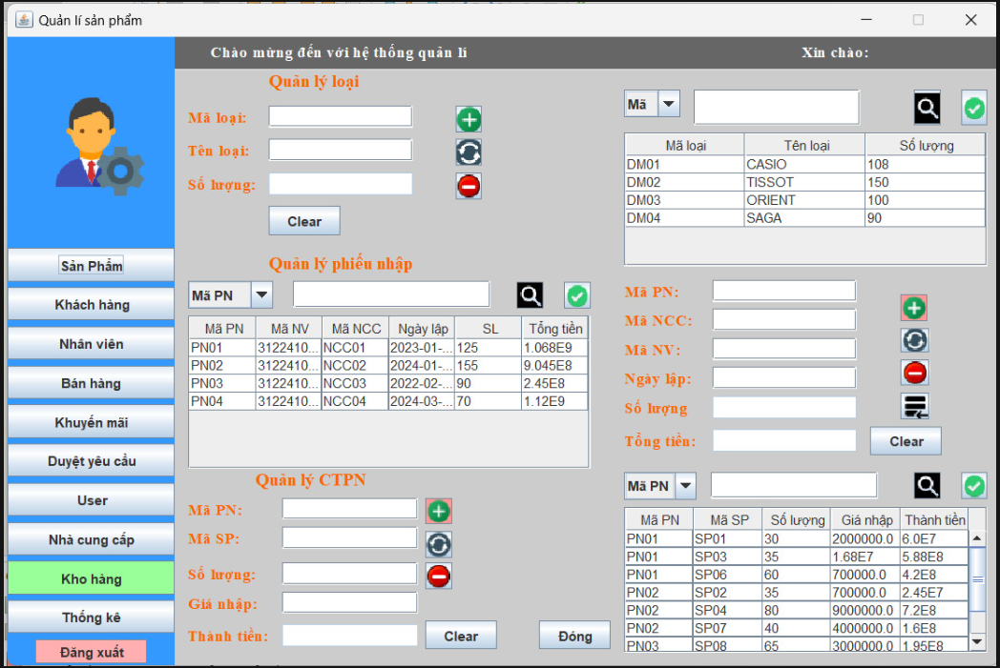 Quản lí sản phẩm
Chào mừng đến với hệ thống quản lí
Xin chào:
Sản Phẩm
Khách hàng
Nhân viên
Bán hàng
Khuyến mãi
Duyệt yêu cầu
User
Nhà cung cấp
Kho hàng
Thống kê
Đăng xuất
Quản lý loại
Mã loại:
Tên loại:
Số lượng:
Clear
Mã
Mã loại Tên loại Số lượng
DM01 CASIO 108
DM02 TISSOT 150
DM03 ORIENT 100
DM04 SAGA 90
Quản lý phiếu nhập
Mã PN
Mã PN Mã NV Mã NCC Ngày lập SL Tổng tiền
PN01 3122410... NCC01 2023-01-... 125 1.068E9
PN02 3122410... NCC02 2024-01-... 155 9.045E8
PN03 3122410... NCC03 2022-02-... 90 2.45E8
PN04 3122410... NCC04 2024-03-... 70 1.12E9
Mã PN:
Mã NCC:
Mã NV:
Ngày lập:
Số lượng
Tổng tiền:
Clear
Quản lý CTPN
Mã PN:
Mã SP:
Số lượng:
Giá nhập:
Thành tiền:
Clear
Đóng
Mã PN
Mã PN Mã SP Số lượng Giá nhập Thành tiền
PN01 SP01 30 2000000.0 6.0E7
PN01 SP03 35 1.68E7 5.88E8
PN01 SP06 60 700000.0 4.2E8
PN02 SP02 35 700000.0 2.45E7
PN02 SP04 80 9000000.0 7.2E8
PN02 SP07 40 4000000.0 1.6E8
PN03 SP08 65 3000000.0 1.95E8